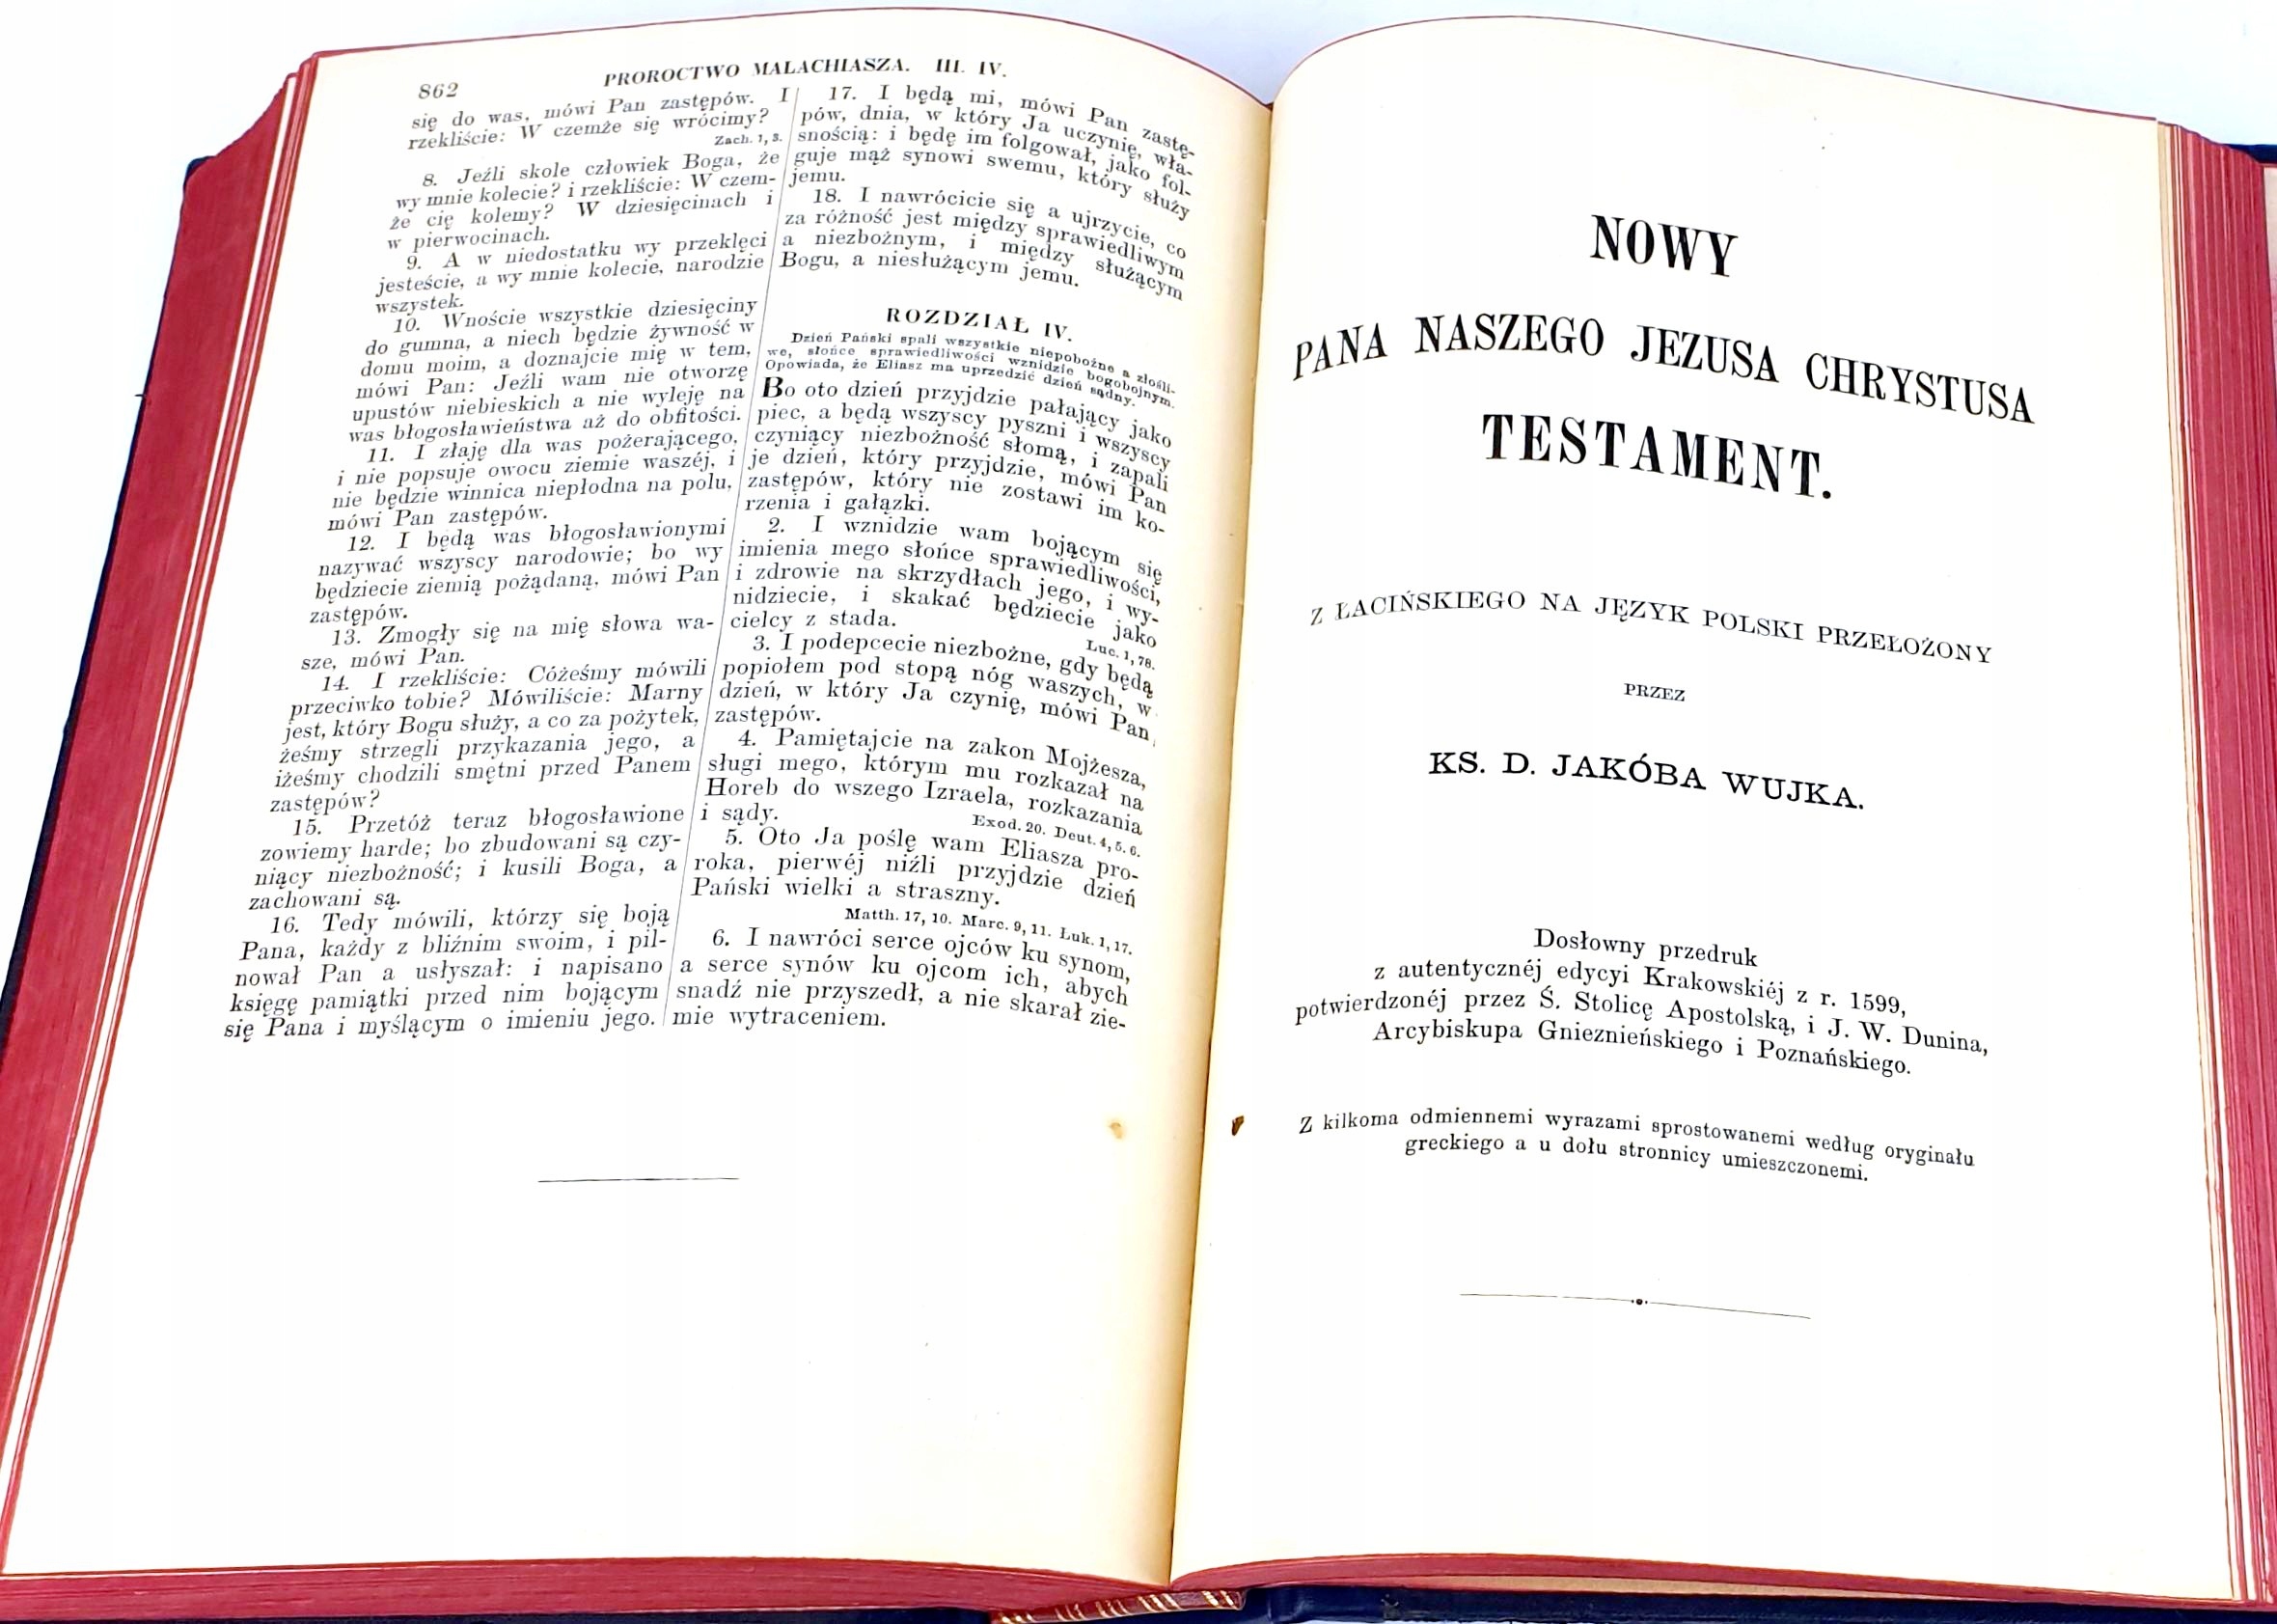 862
PROROCTWO MALACHIASZA. III. IV.
się do was, mówi Pan zastępów. I
rzekliście: W czemże się wrócimy?
Zach. 1, 3.
8. Jeźli skole człowiek Boga, że
wy mnie kolecie? i rzekliście: W czem-
że cię kolemy? W dziesięcinach i
w pierwocinach.
9. A w niedostatku wy przeklęci
jesteście, a wy mnie kolecie, narodzie
wszystek.
10. Wnoście wszystkie dziesięciny
do gumna, a niech będzie żywność w
domu moim, a doznajcie mię w tem,
mówi Pan: Jeźli wam nie otworzę
upustów niebieskich a nie wyleję na
was błogosławieństwa aż do obfitości.
11. I złaję dla was pożerającego,
i nie popsuje owocu ziemie waszéj, i
nie będzie winnica niepłodna na polu,
mówi Pan zastępów.
12. I będą was błogosławionymi
nazywać wszyscy narodowie; bo wy
będziecie ziemią pożądaną, mówi Pan
zastępów.
13. Zmogły się na mię słowa wa-
sze, mówi Pan.
14. I rzekliście: Cóżeśmy mówili
przeciwko tobie? Mówiliście: Marny
jest, który Bogu służy, a co za pożytek,
żeśmy strzegli przykazania jego, a
iżeśmy chodzili smętni przed Panem
zastępów?
15. Przetóż teraz błogosławione
zowiemy harde; bo zbudowani są czy-
niący niezbożność; i kusili Boga, a
zachowani są.
16. Tedy mówili, którzy się boją
Pana, każdy z bliźnim swoim, i pil-
nował Pan a usłyszał: i napisano
księgę pamiątki przed nim bojącym
się Pana i myślącym o imieniu jego.
17. I będą mi, mówi Pan zastę-
pów, dnia, w który Ja uczynię, wła-
snością: i będę im folgował, jako fol-
guje mąż synowi swemu, który służy
jemu.
18. I nawrócicie się a ujrzycie, co
za różność jest między sprawiedliwym
a niezbożnym, i między służącym
Bogu, a niesłużącym jemu.
ROZDZIAŁ IV.
Dzień Pański spali wszystkie niepobożne a złośli-
we, słońce sprawiedliwości wznidzie bogobojnym.
Opowiada, że Eliasz ma uprzedzić dzień sądny.
Bo oto dzień przyjdzie pałający jako
piec, a będą wszyscy pyszni i wszyscy
czyniący niezbożność słomą, i zapali
je dzień, który przyjdzie, mówi Pan
zastępów, który nie zostawi im ko-
rzenia i gałązki.
2. I wznidzie wam bojącym się
imienia mego słońce sprawiedliwości,
i zdrowie na skrzydłach jego, i wy-
nidziecie, i skakać będziecie jako
cielcy z stada.
Luc. 1, 78.
3. I podepcecie niezbożne, gdy będą
popiołem pod stopą nóg waszych, w
dzień, w który Ja czynię, mówi Pan
zastępów.
4. Pamiętajcie na zakon Mojżesza,
sługi mego, którym mu rozkazał na
Horeb do wszego Izraela, rozkazania
i sądy.
Exod. 20. Deut. 4, 5. 6.
5. Oto Ja poślę wam Eliasza pro-
roka, pierwéj niźli przyjdzie dzień
Pański wielki a straszny.
Matth. 17, 10. Marc. 9, 11. Łuk. 1, 17.
6. I nawróci serce ojców ku synom,
a serce synów ku ojcom ich, abych
snadź nie przyszedł, a nie skarał zie-
mie wytraceniem.
NOWY
PANA NASZEGO JEZUSA CHRYSTUSA
TESTAMENT.
Z ŁACIŃSKIEGO NA JĘZYK POLSKI PRZEŁOŻONY
PRZEZ
KS. D. JAKÓBA WUJKA.
Dosłowny przedruk
z autentycznéj edycyi Krakowskiéj z r. 1599,
potwierdzonéj przez Ś. Stolicę Apostolską, i J. W. Dunina,
Arcybiskupa Gnieznieńskiego i Poznańskiego.
Z kilkoma odmiennemi wyrazami sprostowanemi według oryginału
greckiego a u dołu stronnicy umieszczonemi.